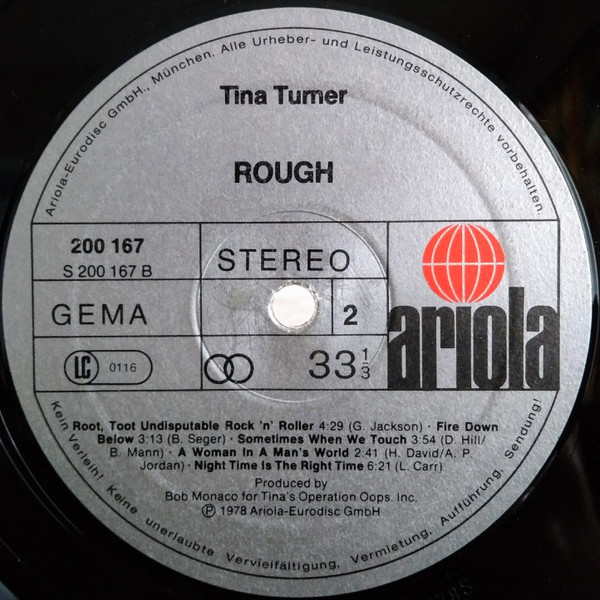 Ariola-Eurodisc GmbH., München. Alle Urheber- und Leistungsschutzrechte vorbehalten.
Tina Turner
ROUGH
200 167
S 200 167 B
STEREO
GEMA
2
ariola
LC 0116
33 1/3
Root, Toot Undisputable Rock 'n' Roller 4:29 (G. Jackson) · Fire Down
Below 3:13 (B. Seger) · Sometimes When We Touch 3:54 (D. Hill/
B. Mann) · A Woman In A Man's World 2:41 (H. David/A. P.
Jordan) · Night Time Is The Right Time 6:21 (L. Carr)
Produced by
Bob Monaco for Tina's Operation Oops. Inc.
Ⓟ 1978 Ariola-Eurodisc GmbH
Kein Verleih! Keine unerlaubte Vervielfältigung, Vermietung, Aufführung, Sendung!